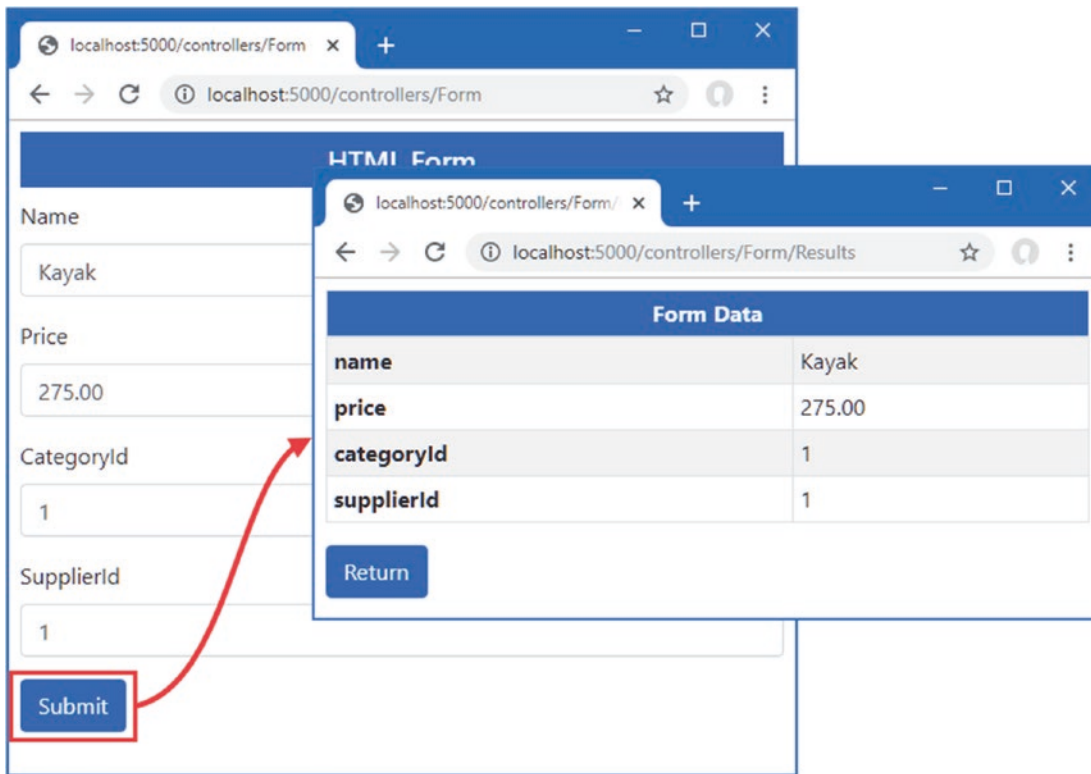 localhost:5000/controllers/Form
localhost:5000/controllers/Form
HTML Form
Name
Kayak
Price
275.00
CategoryId
1
SupplierId
1
Submit
localhost:5000/controllers/Form/
localhost:5000/controllers/Form/Results
Form Data
name Kayak
price 275.00
categoryId 1
supplierId 1
Return